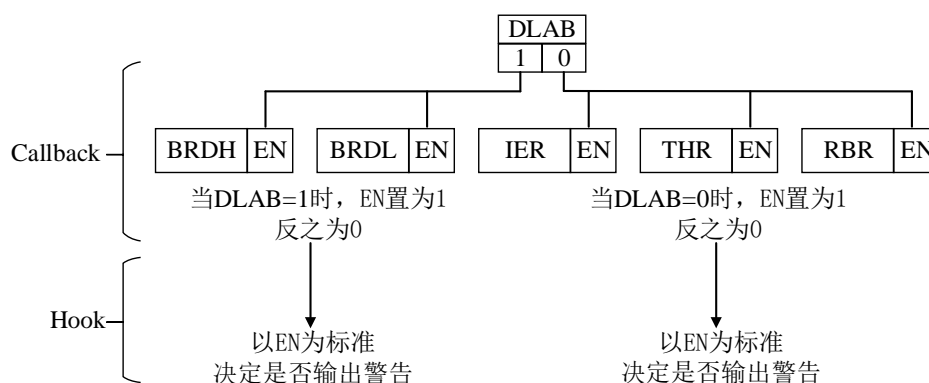 DLAB
1 0
Callback
BRDH EN BRDL EN IER EN THR EN RBR EN
当DLAB=1时，EN置为1
反之为0
当DLAB=0时，EN置为1
反之为0
Hook
以EN为标准
决定是否输出警告
以EN为标准
决定是否输出警告